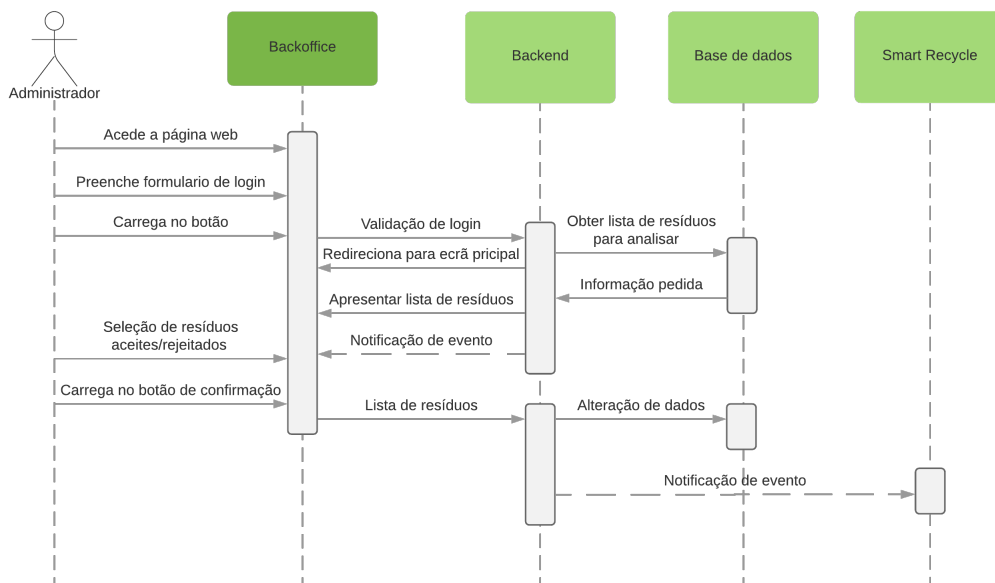 Administrador
Backoffice
Backend
Base de dados
Smart Recycle
Acede a página web
Preenche formulario de login
Carrega no botão
Validação de login
Obter lista de resíduos
para analisar
Redireciona para ecrã pricipal
Informação pedida
Apresentar lista de resíduos
Seleção de resíduos
aceites/rejeitados
Notificação de evento
Carrega no botão de confirmação
Lista de resíduos
Alteração de dados
Notificação de evento